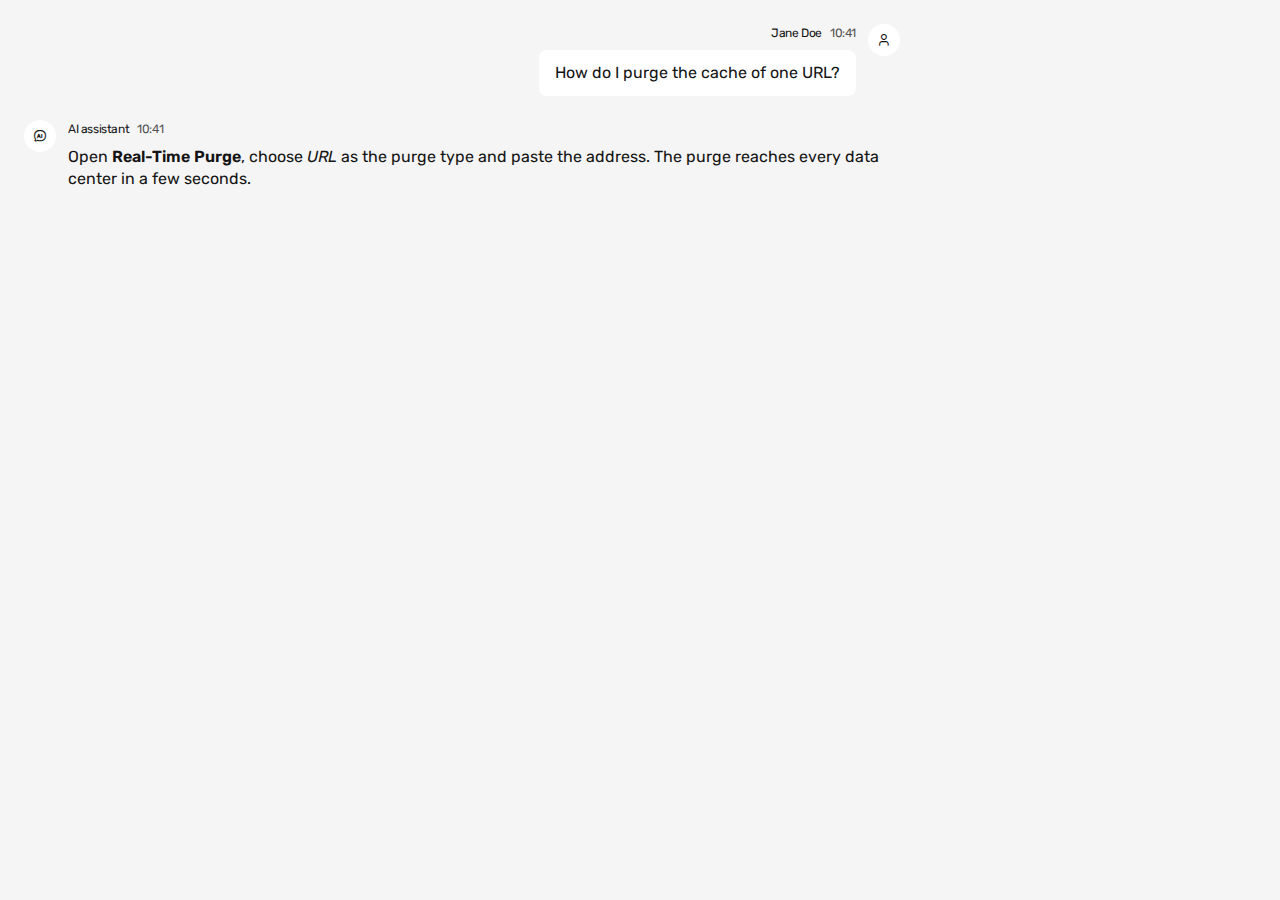 Jane Doe 10:41
How do I purge the cache of one URL?
AI
AI assistant 10:41
Open Real-Time Purge, choose URL as the purge type and paste the address. The purge reaches every data
center in a few seconds.